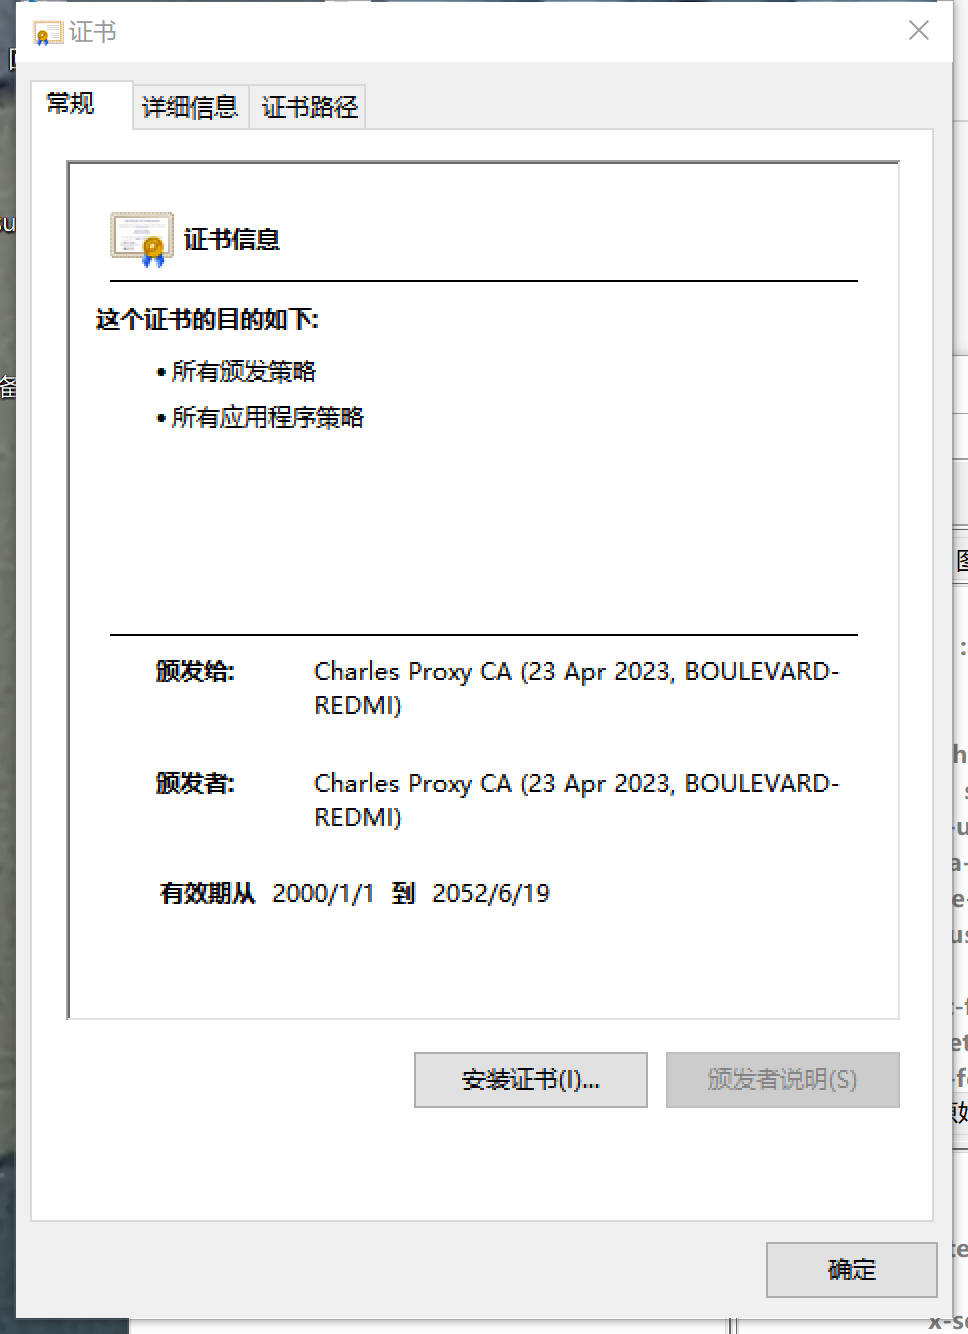 证书
常规
详细信息
证书路径
证书信息
这个证书的目的如下:
• 所有颁发策略
• 所有应用程序策略
颁发给: Charles Proxy CA (23 Apr 2023, BOULEVARD-
REDMI)
颁发者: Charles Proxy CA (23 Apr 2023, BOULEVARD-
REDMI)
有效期从 2000/1/1 到 2052/6/19
安装证书(I)...
颁发者说明(S)
确定
su
备